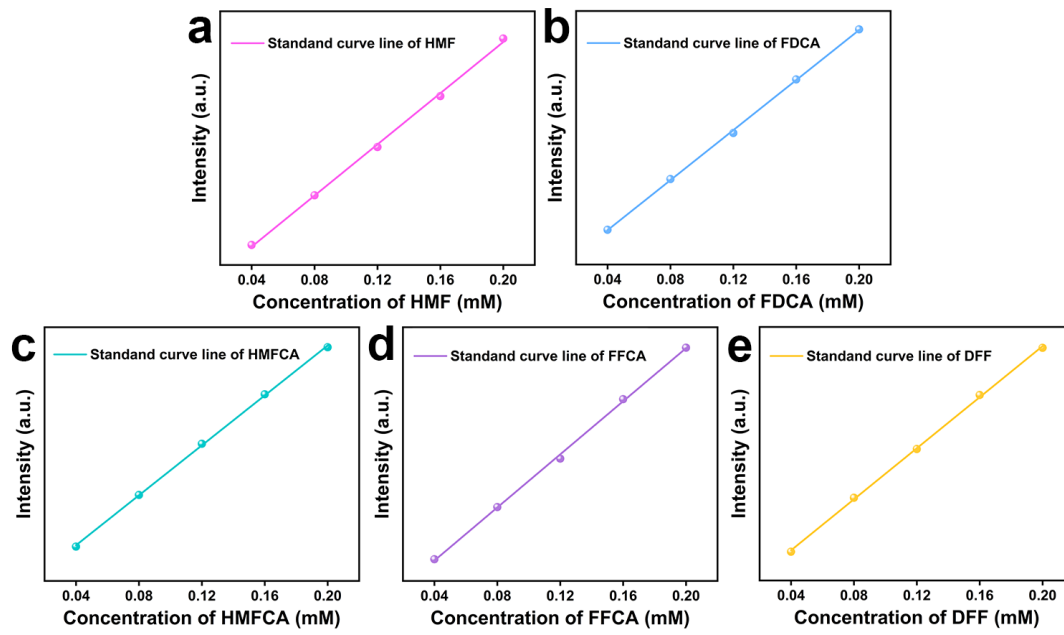 a
Standand curve line of HMF
Intensity (a.u.)
0.04 0.08 0.12 0.16 0.20
Concentration of HMF (mM)
b
Standand curve line of FDCA
Intensity (a.u.)
0.04 0.08 0.12 0.16 0.20
Concentration of FDCA (mM)
c
Standand curve line of HMFCA
Intensity (a.u.)
0.04 0.08 0.12 0.16 0.20
Concentration of HMFCA (mM)
d
Standand curve line of FFCA
Intensity (a.u.)
0.04 0.08 0.12 0.16 0.20
Concentration of FFCA (mM)
e
Standand curve line of DFF
Intensity (a.u.)
0.04 0.08 0.12 0.16 0.20
Concentration of DFF (mM)